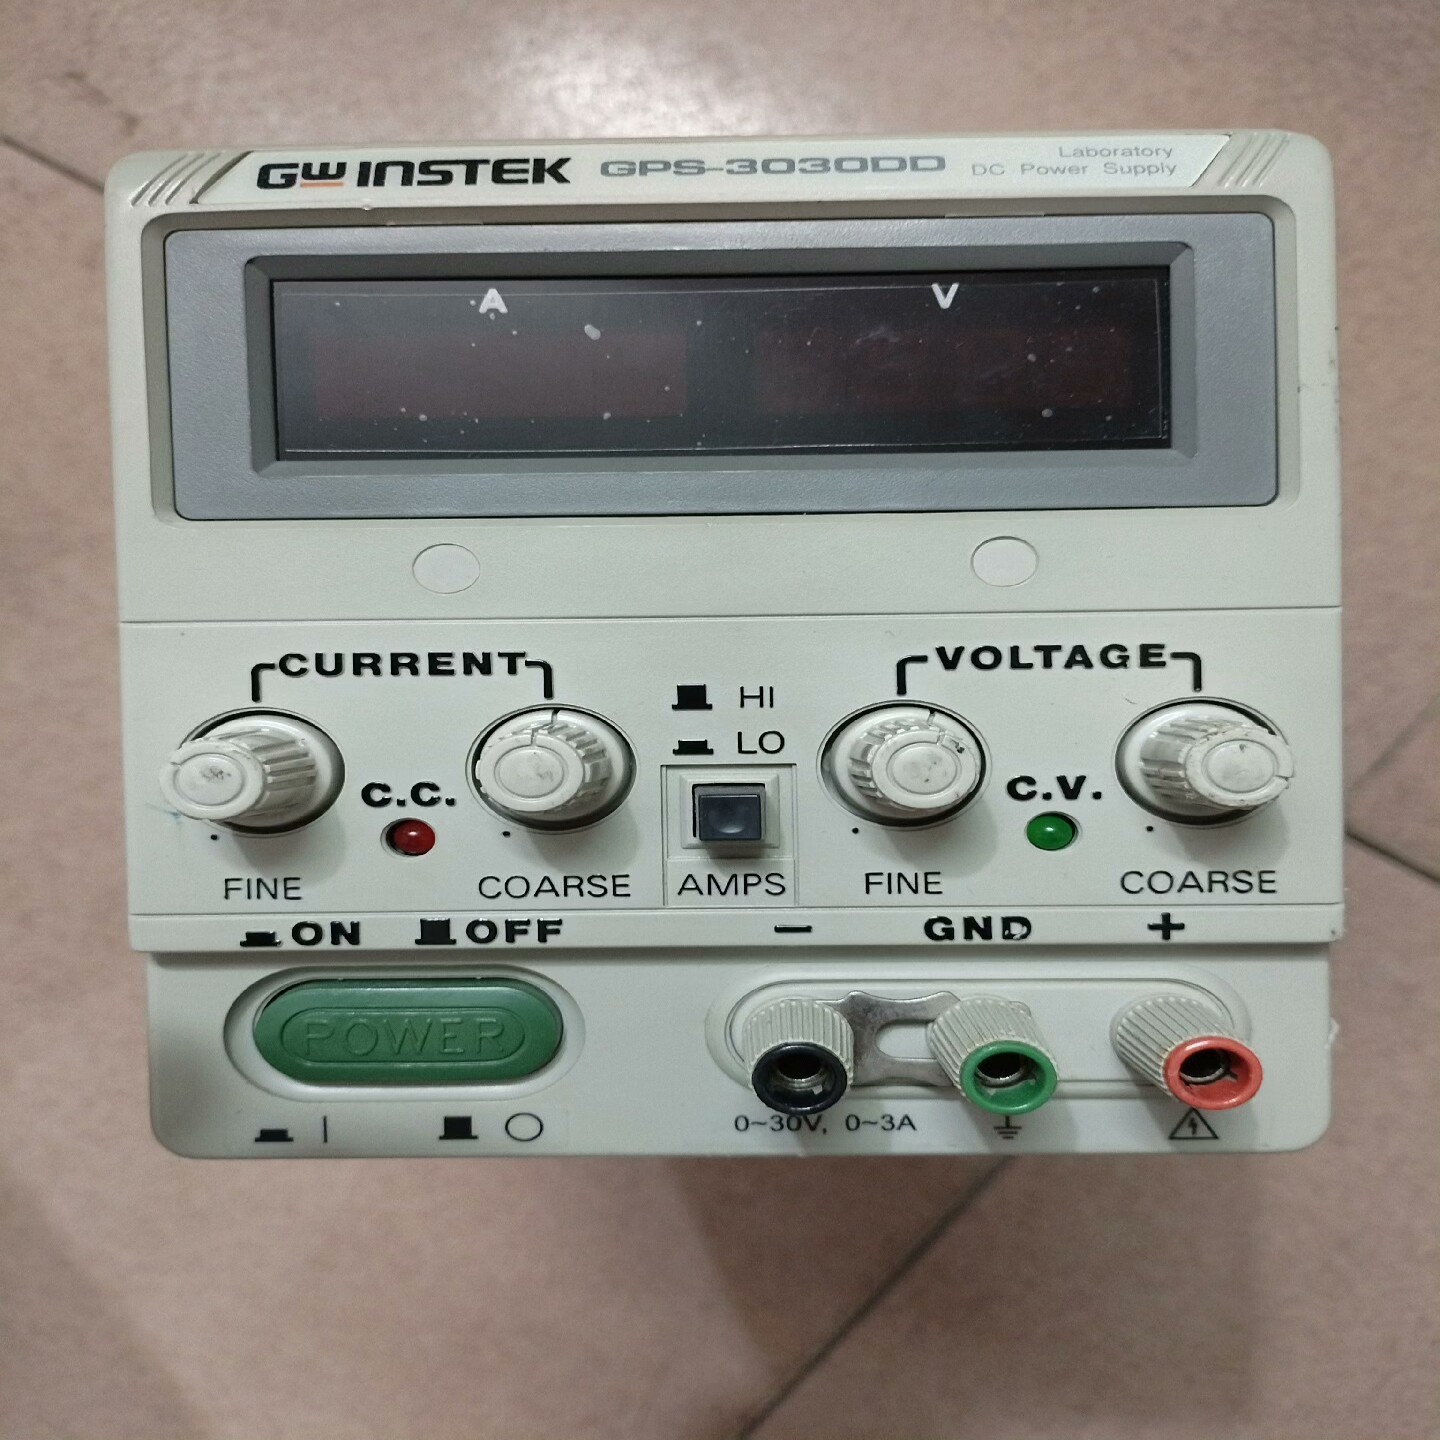 GW INSTEK GPS-3030DD Laboratory
DC Power Supply
A V
CURRENT VOLTAGE
HI
LO
C.C. C.V.
FINE COARSE AMPS FINE COARSE
ON OFF − GND +
POWER
0~30V, 0~3A